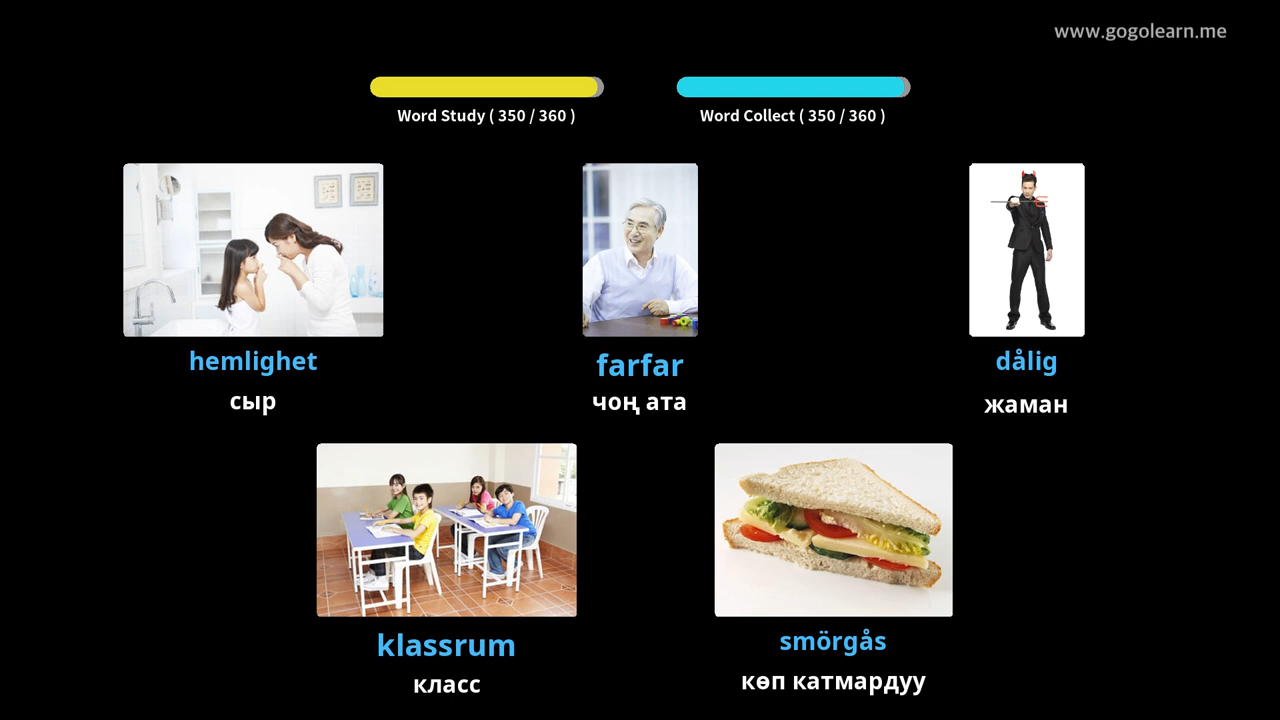 www.gogolearn.me
Word Study ( 350 / 360 )
Word Collect ( 350 / 360 )
hemlighet
сыр
farfar
чоң ата
dålig
жаман
klassrum
класс
smörgås
көп катмардуу